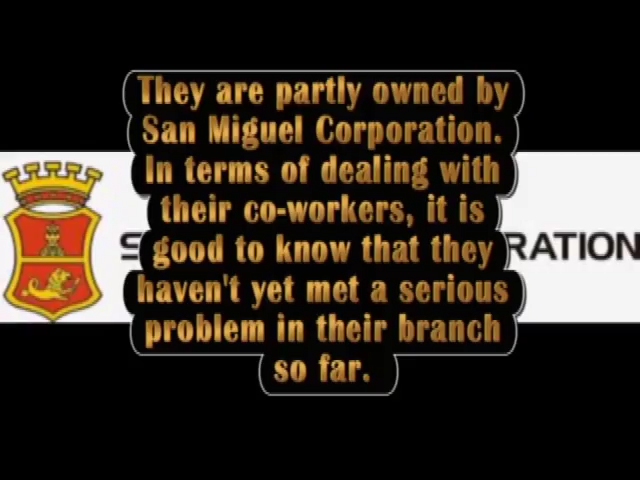 They are partly owned by
San Miguel Corporation.
In terms of dealing with
their co-workers, it is
good to know that they
haven't yet met a serious
problem in their branch
so far.
S
RATION